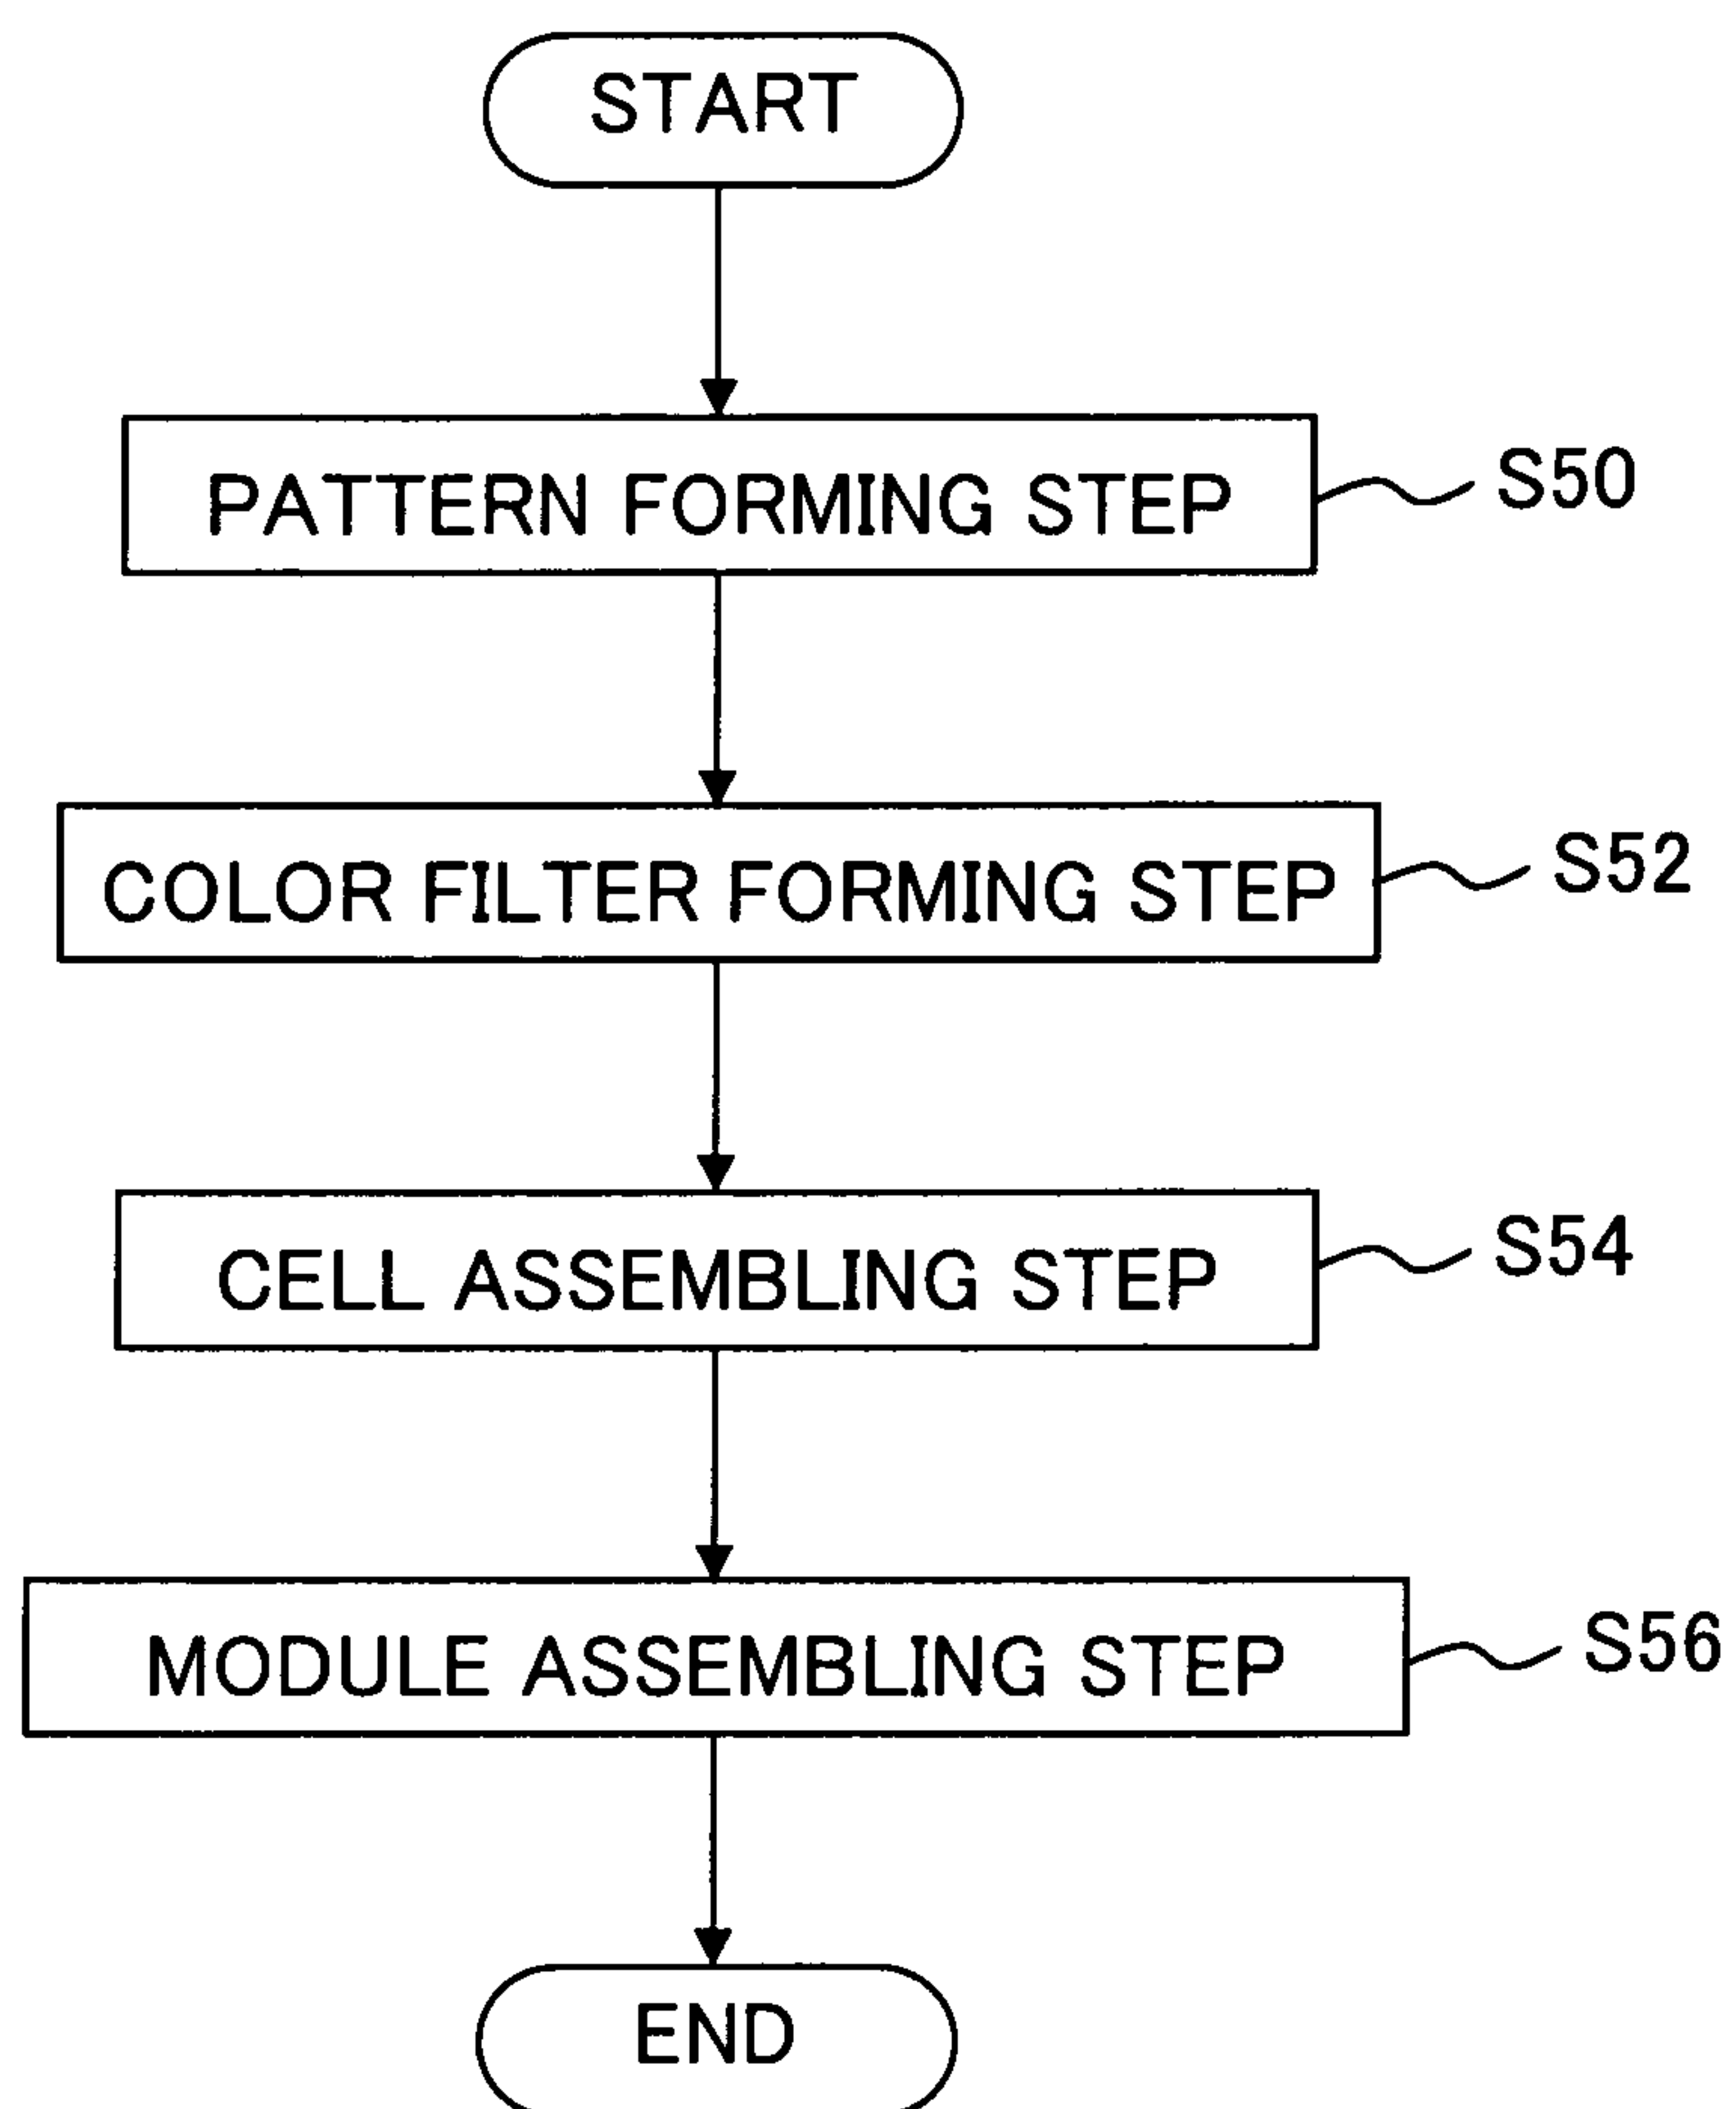 START
PATTERN FORMING STEP S50
COLOR FILTER FORMING STEP S52
CELL ASSEMBLING STEP S54
MODULE ASSEMBLING STEP S56
END